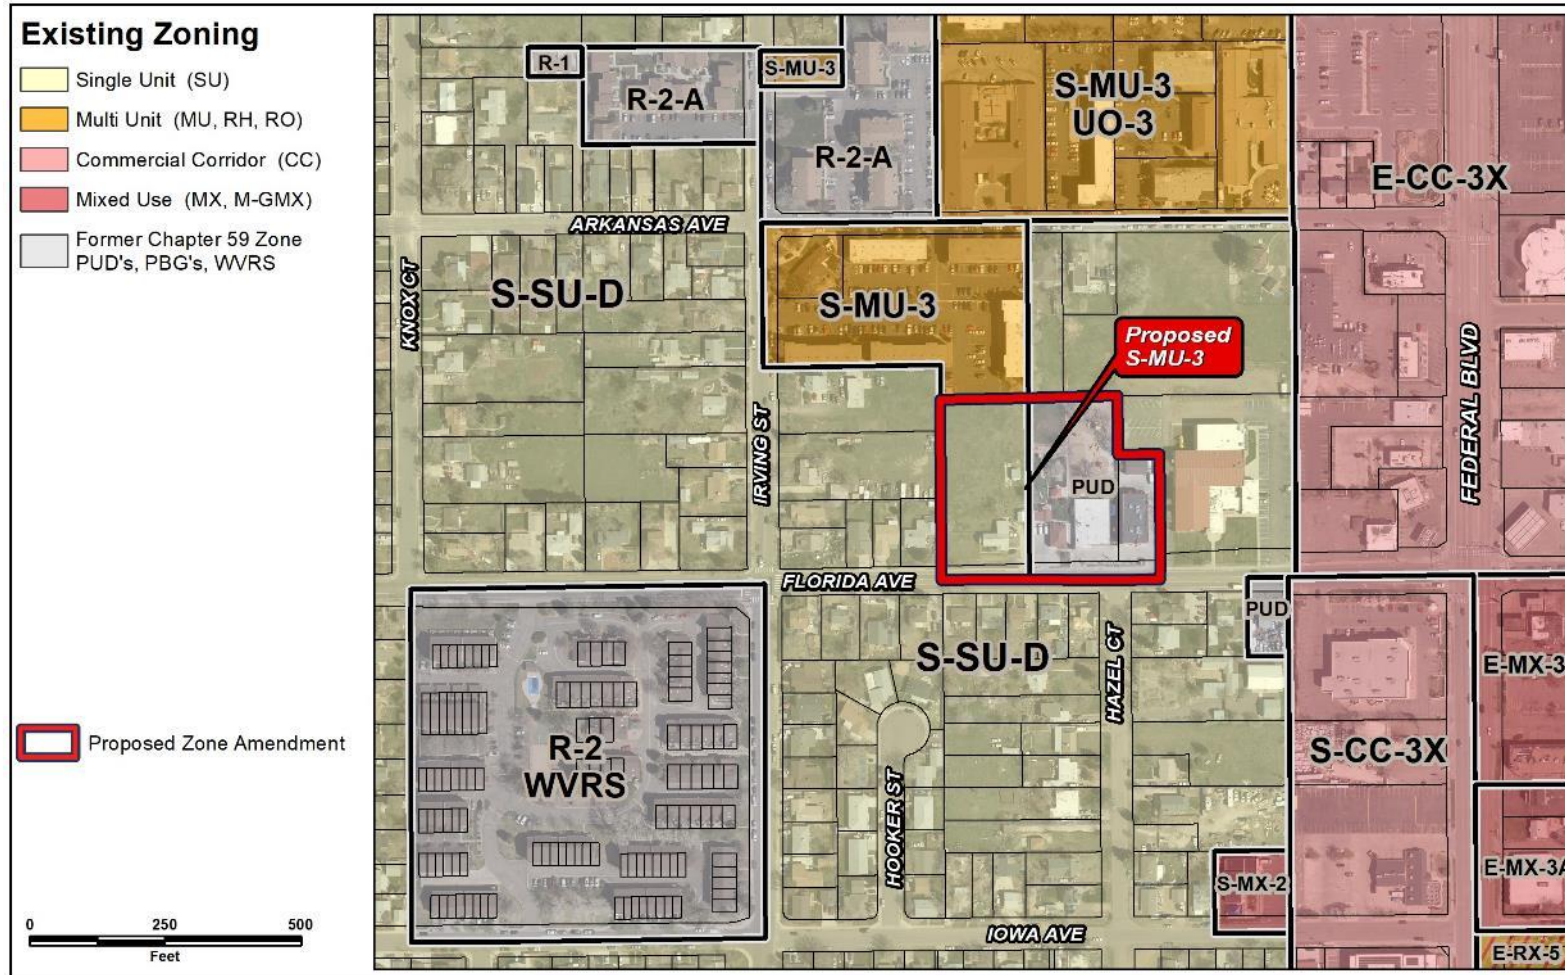 Existing Zoning
Single Unit (SU)
Multi Unit (MU, RH, RO)
Commercial Corridor (CC)
Mixed Use (MX, M-GMX)
Former Chapter 59 Zone
PUD's, PBG's, WVRS
Proposed Zone Amendment
0 250 500
Feet
R-1
R-2-A
S-MU-3
R-2-A
S-MU-3
UO-3
E-CC-3X
ARKANSAS AVE
KNOX CT
S-SU-D
S-MU-3
Proposed
S-MU-3
FEDERAL BLVD
IRVING ST
PUD
FLORIDA AVE
PUD
S-SU-D
HAZEL CT
E-MX-3
R-2
WVRS
S-CC-3X
HOOKER ST
S-MX-2
E-MX-3A
IOWA AVE
E-RX-5